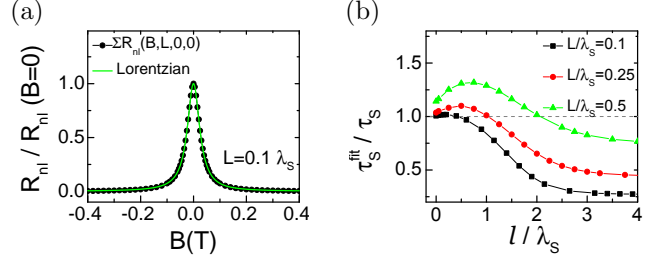 (a)
ΣR_nl(B,L,0,0)
Lorentzian
R_nl / R_nl (B=0)
1.0
0.5
0.0
L=0.1 λ_S
-0.4 -0.2 0.0 0.2 0.4
B(T)
(b)
L/λ_S=0.1
L/λ_S=0.25
L/λ_S=0.5
τ_S^fit / τ_S
1.5
1.0
0.5
0 1 2 3 4
l / λ_S